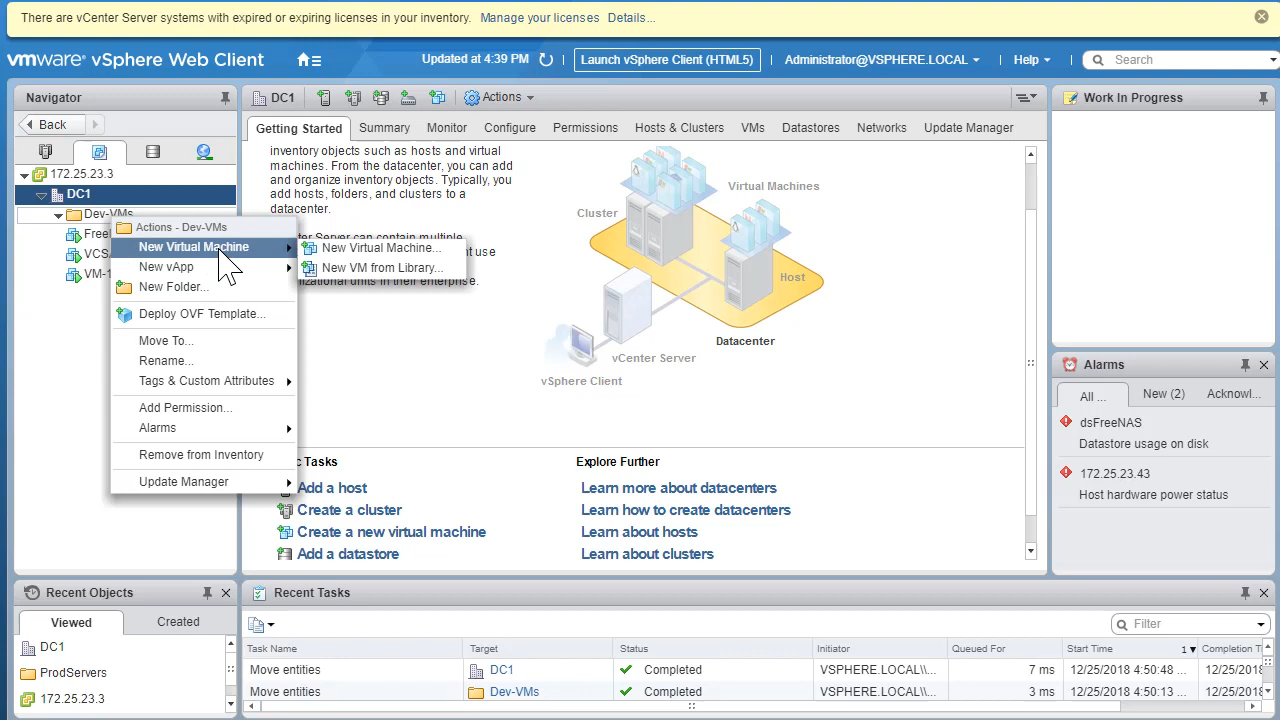 There are vCenter Server systems with expired or expiring licenses in your inventory. Manage your licenses Details...
vmware® vSphere Web Client
Updated at 4:39 PM
Launch vSphere Client (HTML5)
Administrator@VSPHERE.LOCAL
Help
Search
Navigator
Back
172.25.23.3
DC1
Dev-VMs
Actions - Dev-VMs
New Virtual Machine
New vApp
New Folder...
Deploy OVF Template...
Move To...
Rename...
Tags & Custom Attributes
Add Permission...
Alarms
Remove from Inventory
Update Manager
New Virtual Machine...
New VM from Library...
DC1
Actions
Getting Started
Summary
Monitor
Configure
Permissions
Hosts & Clusters
VMs
Datastores
Networks
Update Manager
inventory objects such as hosts and virtual
machines. From the datacenter, you can add
and organize inventory objects. Typically, you
add hosts, folders, and clusters to a
datacenter.
Server can contain multiple
in their enterprise.
Virtual Machines
Cluster
Host
Datacenter
vCenter Server
vSphere Client
Tasks
Add a host
Create a cluster
Create a new virtual machine
Add a datastore
Explore Further
Learn more about datacenters
Learn how to create datacenters
Learn about hosts
Learn about clusters
Work In Progress
Alarms
All ...
New (2)
Acknowl...
dsFreeNAS
Datastore usage on disk
172.25.23.43
Host hardware power status
Recent Objects
Viewed
Created
DC1
ProdServers
172.25.23.3
Recent Tasks
Filter
Task Name Target Status Initiator Queued For Start Time 1 Completion T
Move entities DC1 Completed VSPHERE.LOCAL\\... 7 ms 12/25/2018 4:50:48 ... 12/25/2018
Move entities Dev-VMs Completed VSPHERE.LOCAL\\... 3 ms 12/25/2018 4:50:13 ... 12/25/2018